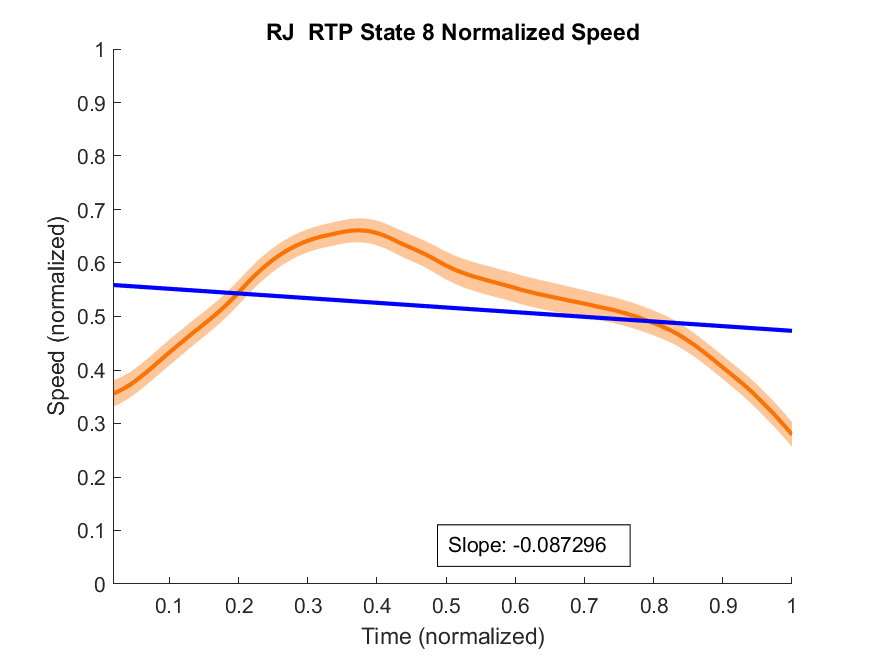 RJ  RTP State 8 Normalized Speed
1
0.9
0.8
0.7
0.6
0.5
0.4
0.3
0.2
0.1
0
Speed (normalized)
Slope: -0.087296
0.1 0.2 0.3 0.4 0.5 0.6 0.7 0.8 0.9 1
Time (normalized)